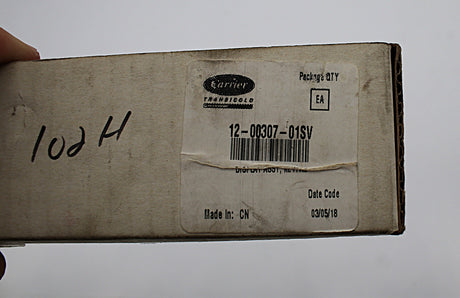 102H
Carrier
TRANSICOLD
Package QTY
EA
12-00307-01SV
Date Code
Made In: CN 03/05/18